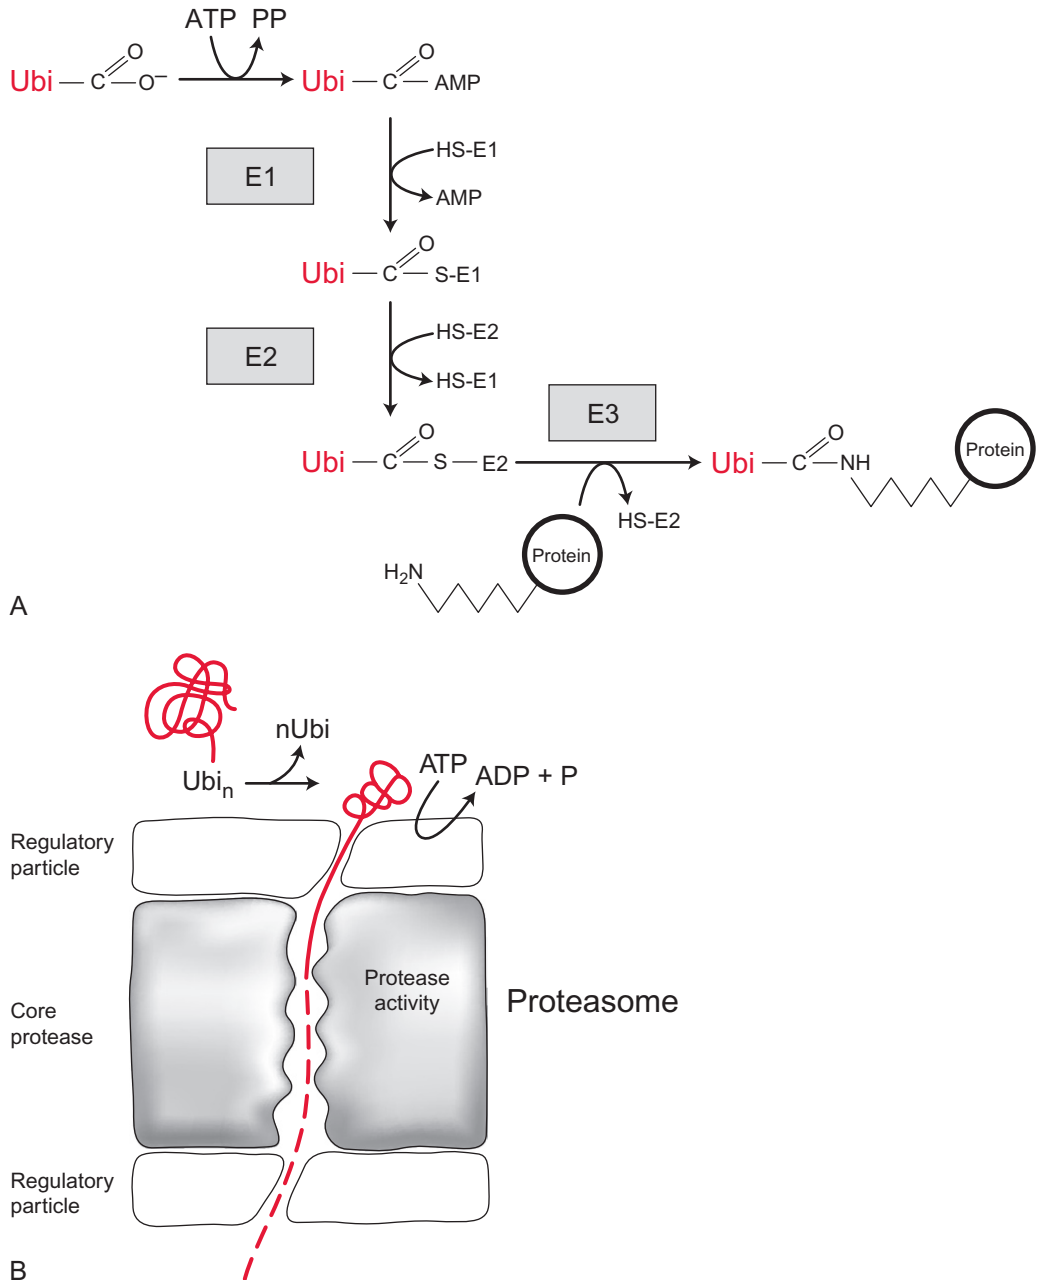 ATP PP
Ubi C O O–
Ubi C O AMP
HS-E1
E1
AMP
Ubi C O S-E1
HS-E2
E2
HS-E1
E3
Ubi C O S E2
Ubi C O NH
Protein
HS-E2
Protein
H2N
A
nUbi
Ubin
ATP
ADP + P
Regulatory
particle
Protease
activity
Core
protease
Proteasome
Regulatory
particle
B